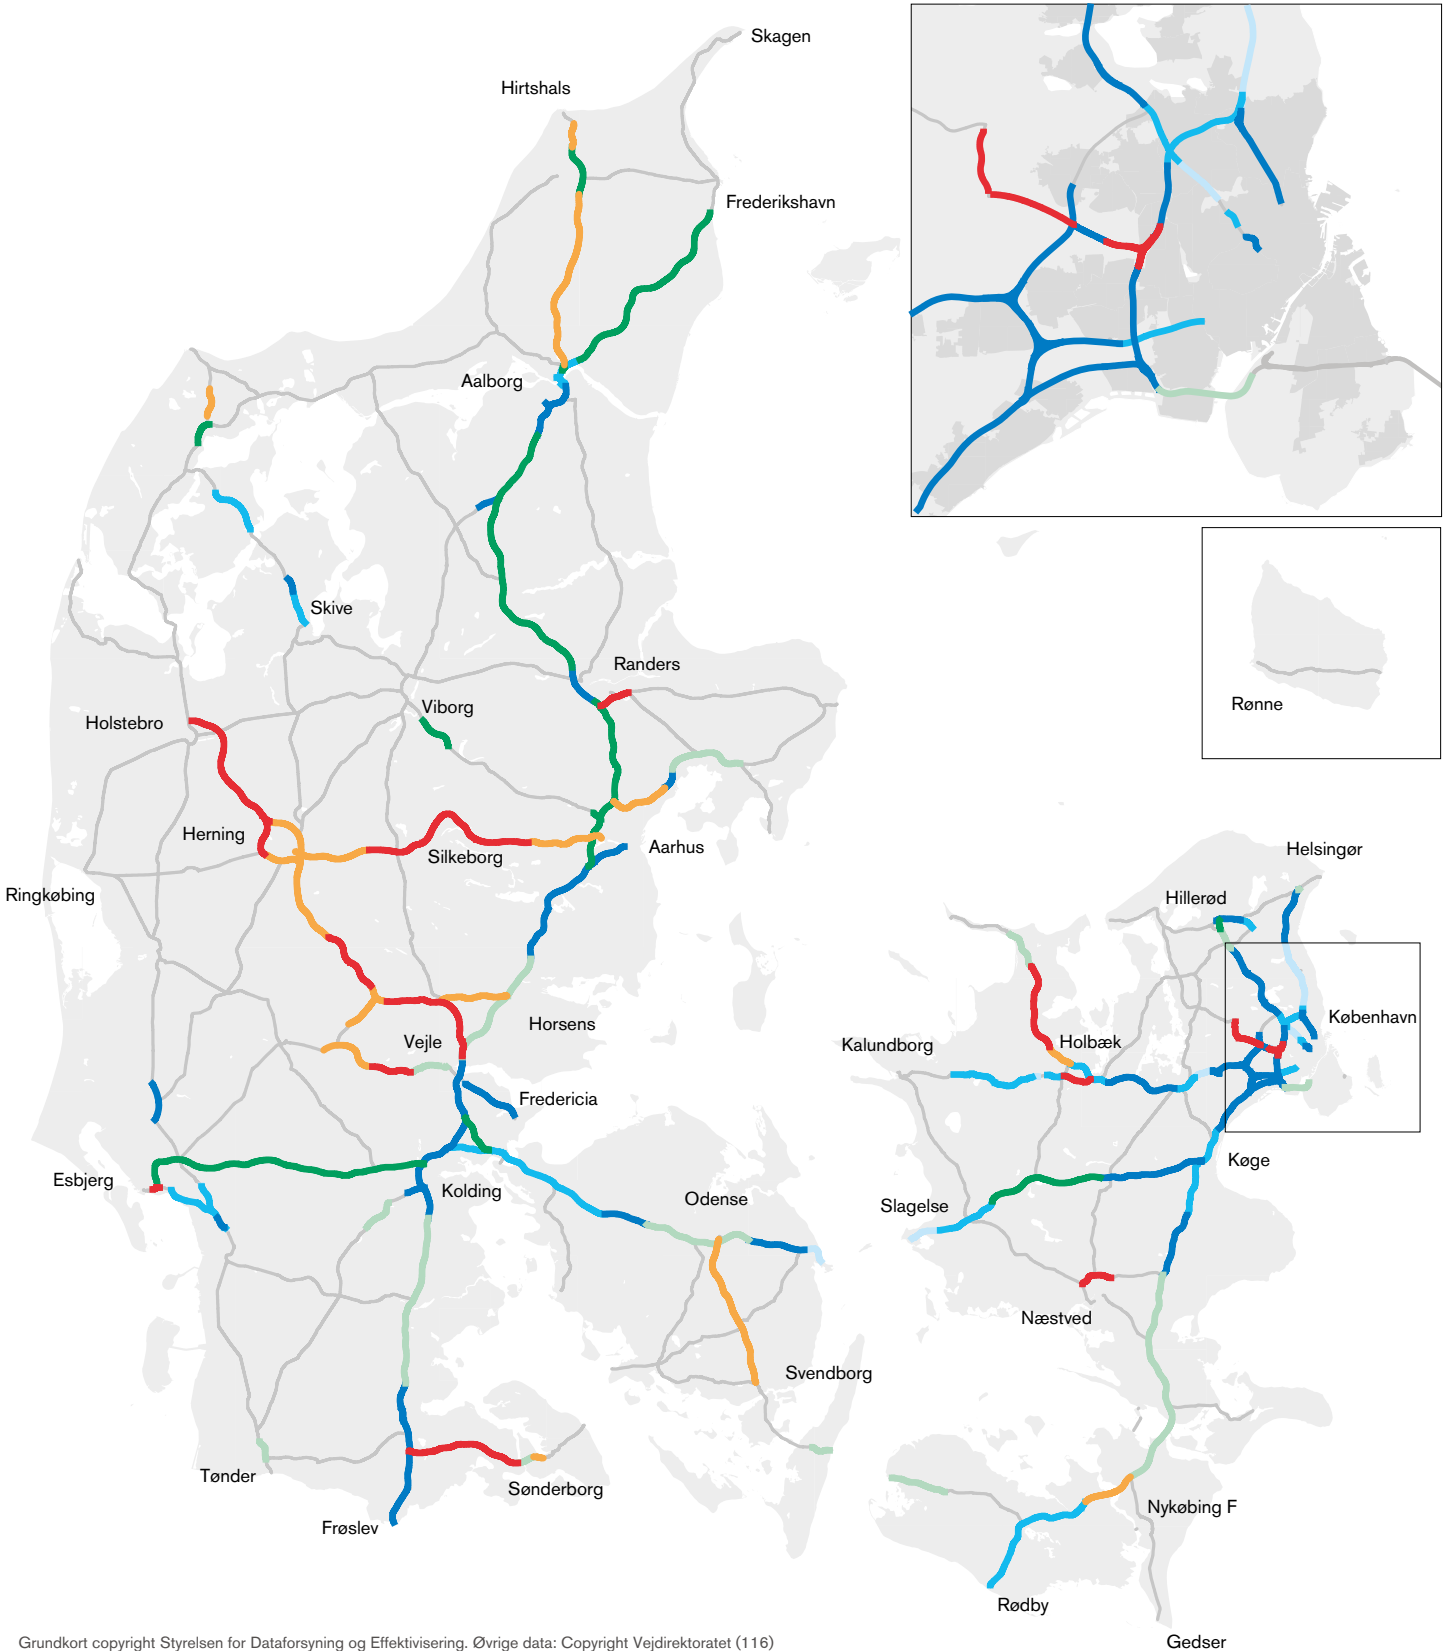 Skagen
Hirtshals
Frederikshavn
Aalborg
Skive
Randers
Viborg
Holstebro
Rønne
Herning
Silkeborg
Aarhus
Helsingør
Ringkøbing
Hillerød
Horsens
København
Vejle
Holbæk
Kalundborg
Fredericia
Køge
Esbjerg
Kolding
Odense
Slagelse
Næstved
Svendborg
Tønder
Sønderborg
Nykøbing F
Frøslev
Rødby
Gedser
Grundkort copyright Styrelsen for Dataforsyning og Effektivisering. Øvrige data: Copyright Vejdirektoratet (116)